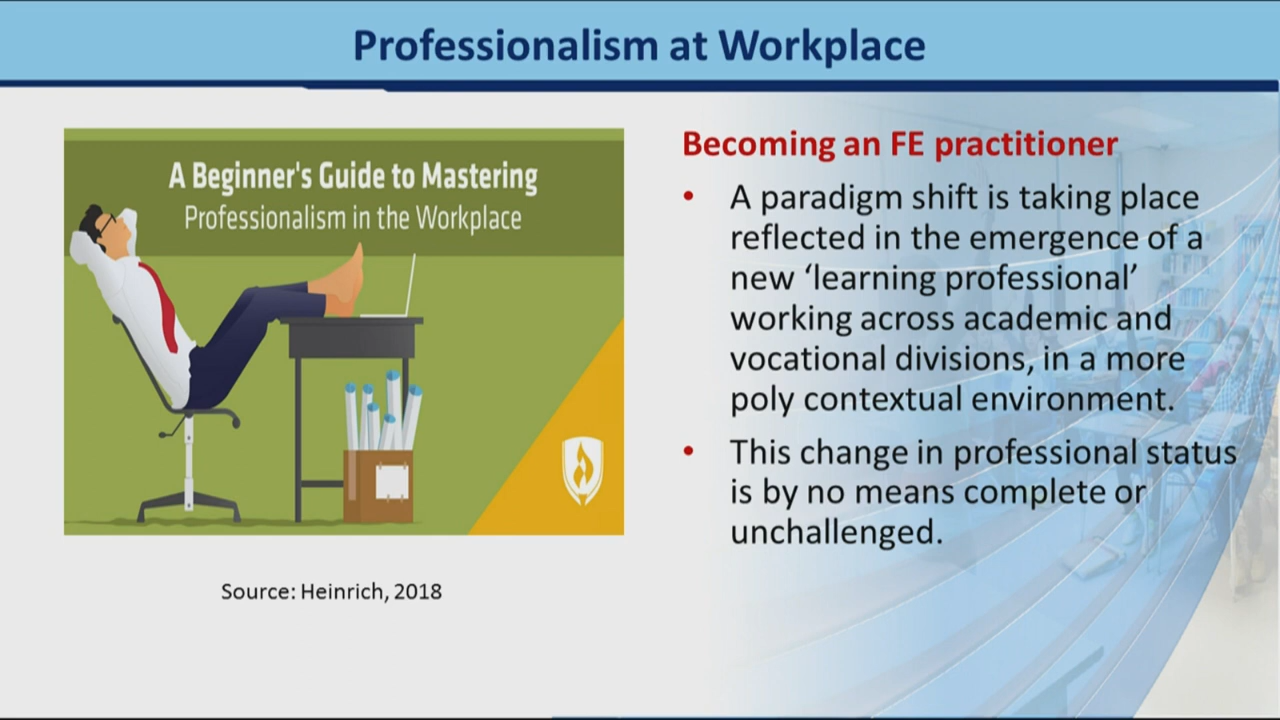 Professionalism at Workplace
A Beginner's Guide to Mastering
Professionalism in the Workplace
Source: Heinrich, 2018
Becoming an FE practitioner
• A paradigm shift is taking place
reflected in the emergence of a
new ‘learning professional’
working across academic and
vocational divisions, in a more
poly contextual environment.
• This change in professional status
is by no means complete or
unchallenged.